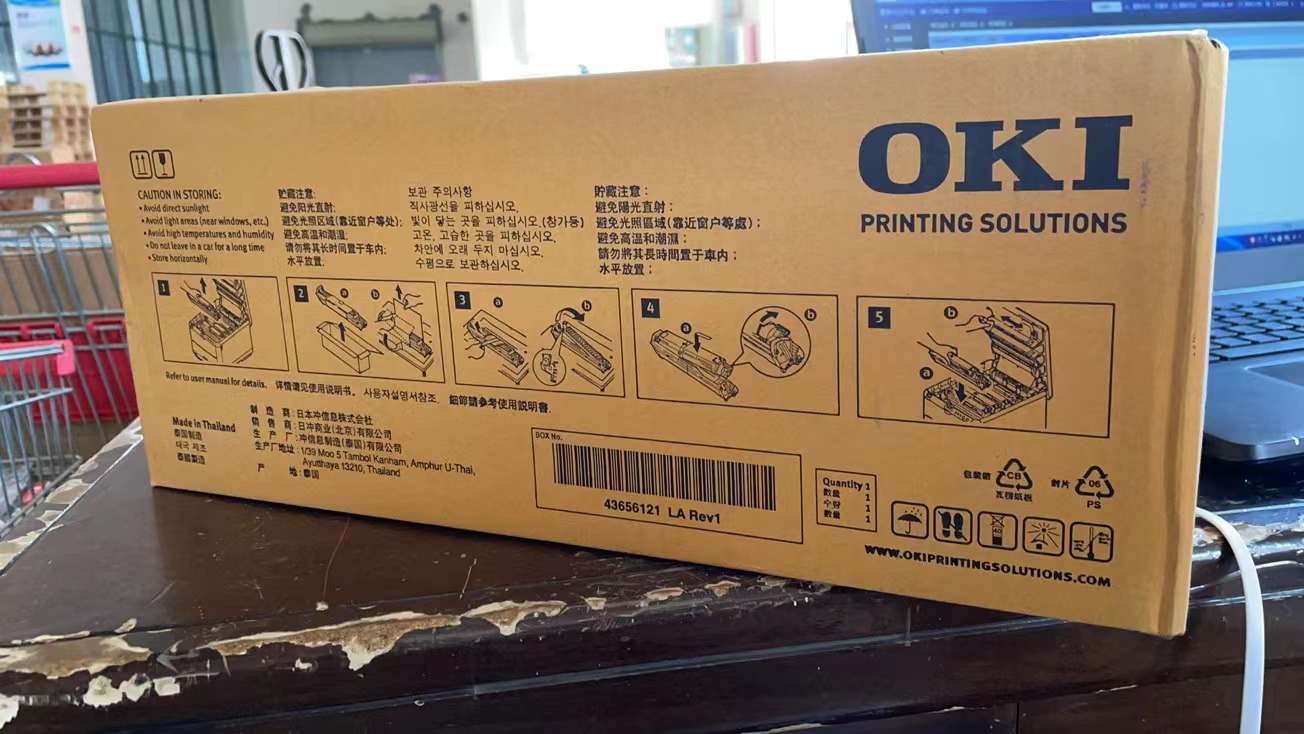 OKI
PRINTING SOLUTIONS
CAUTION IN STORING:
• Avoid direct sunlight
• Avoid light areas (near windows, etc.)
• Avoid high temperatures and humidity
• Do not leave in a car for a long time
• Store horizontally
贮藏注意:
避免阳光直射;
避免光照区域(靠近窗户等处);
避免高温和潮湿;
请勿将其长时间置于车内;
水平放置;
보관 주의사항
직사광선을 피하십시오.
빛이 닿는 곳을 피하십시오.(창가등)
고온, 고습한 곳을 피하십시오.
차안에 오래 두지 마십시오.
수평으로 보관하십시오.
貯藏注意:
避免陽光直射;
避免光照區域(靠近窗戶等處);
避免高溫和潮濕;
請勿將其長時間置于車内;
水平放置;
1
2
a
b
3
a
b
4
a
b
5
b
a
Refer to user manual for details. 详情请见使用说明书。 사용자설명서참조. 細節請參考使用説明書.
Made in Thailand
泰国制造
태국 제조
泰國製造
制 造 商:日本冲信息株式会社
销 售 商:日冲商业(北京)有限公司
生 产 厂:冲信息制造(泰国)有限公司
生产厂地址:1/39 Moo 5 Tambol Kanham, Amphur U-Thai,
Ayutthaya 13210, Thailand
产 地:泰国
BOX No.
43656121 LA Rev1
Quantity 1
数量 1
수량 1
數量 1
包装箱
CB
瓦楞纸板
封片
06
PS
WWW.OKIPRINTINGSOLUTIONS.COM